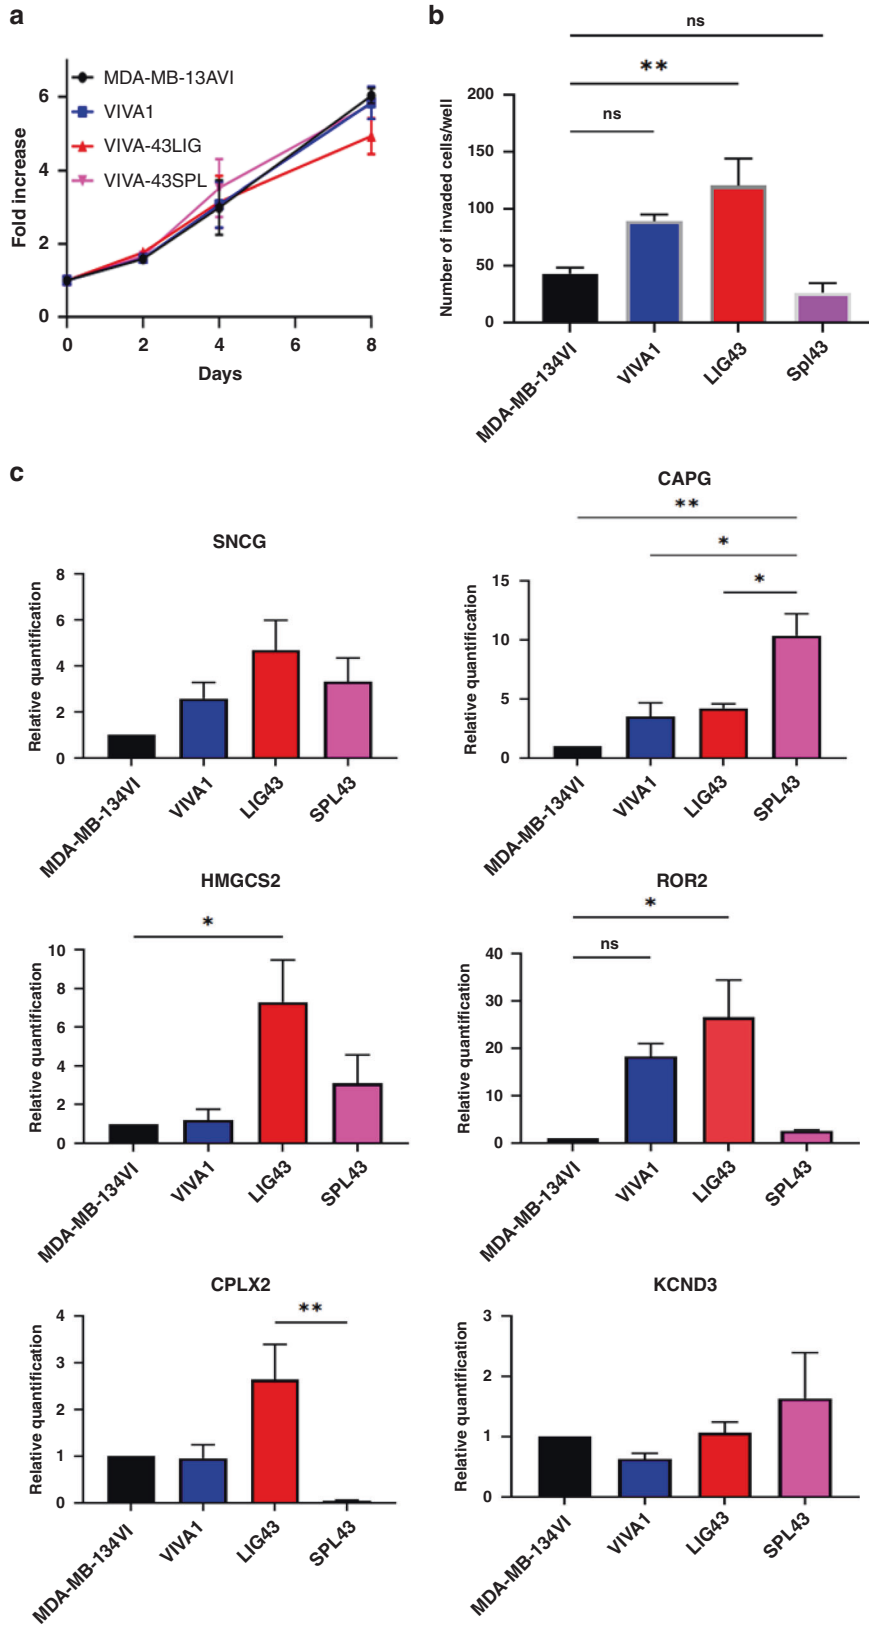 a
MDA-MB-13AVI
VIVA1
VIVA-43LIG
VIVA-43SPL
Fold increase
6
4
2
0
0 2 4 6 8
Days
b
ns
**
ns
Number of invaded cells/well
200
150
100
50
0
MDA-MB-134VI
VIVA1
LIG43
Spl43
c
SNCG
Relative quantification
8
6
4
2
0
MDA-MB-134VI
VIVA1
LIG43
SPL43
CAPG
**
*
*
Relative quantification
15
10
5
0
MDA-MB-134VI
VIVA1
LIG43
SPL43
HMGCS2
*
Relative quantification
10
8
6
4
2
0
MDA-MB-134VI
VIVA1
LIG43
SPL43
ROR2
*
ns
Relative quantification
40
30
20
10
0
MDA-MB-134VI
VIVA1
LIG43
SPL43
CPLX2
**
Relative quantification
4
3
2
1
0
MDA-MB-134VI
VIVA1
LIG43
SPL43
KCND3
Relative quantification
3
2
1
0
MDA-MB-134VI
VIVA1
LIG43
SPL43